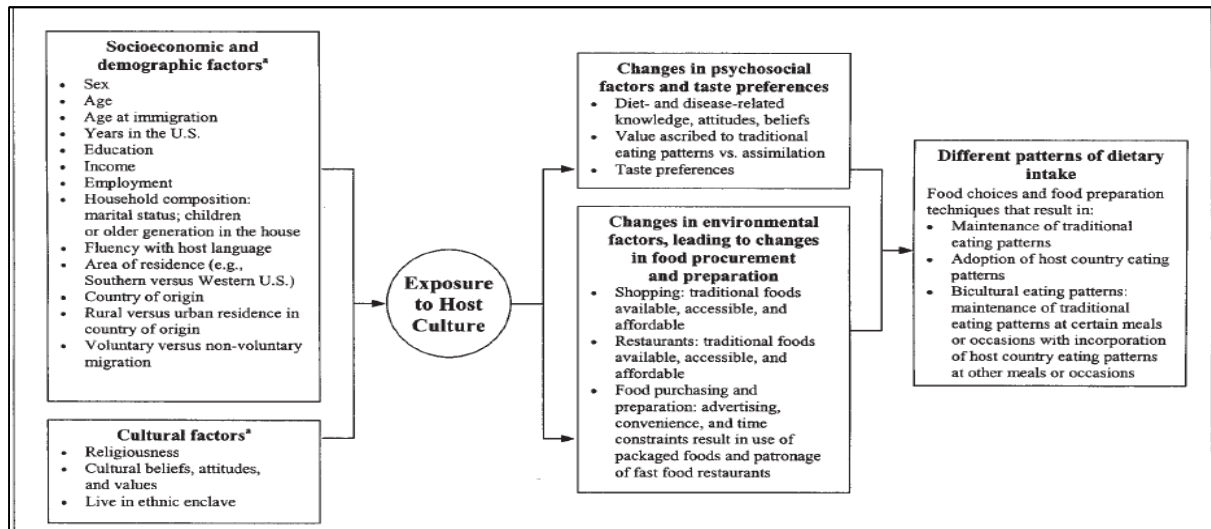 Socioeconomic and
demographic factorsª
• Sex
• Age
• Age at immigration
• Years in the U.S.
• Education
• Income
• Employment
• Household composition:
marital status; children
or older generation in the house
• Fluency with host language
• Area of residence (e.g.,
Southern versus Western U.S.)
• Country of origin
• Rural versus urban residence in
country of origin
• Voluntary versus non-voluntary
migration
Cultural factorsª
• Religiousness
• Cultural beliefs, attitudes,
and values
• Live in ethnic enclave
Exposure
to Host
Culture
Changes in psychosocial
factors and taste preferences
• Diet- and disease-related
knowledge, attitudes, beliefs
• Value ascribed to traditional
eating patterns vs. assimilation
• Taste preferences
Changes in environmental
factors, leading to changes
in food procurement
and preparation
• Shopping: traditional foods
available, accessible, and
affordable
• Restaurants: traditional foods
available, accessible, and
affordable
• Food purchasing and
preparation: advertising,
convenience, and time
constraints result in use of
packaged foods and patronage
of fast food restaurants
Different patterns of dietary
intake
Food choices and food preparation
techniques that result in:
• Maintenance of traditional
eating patterns
• Adoption of host country eating
patterns
• Bicultural eating patterns:
maintenance of traditional
eating patterns at certain meals
or occasions with incorporation
of host country eating patterns
at other meals or occasions